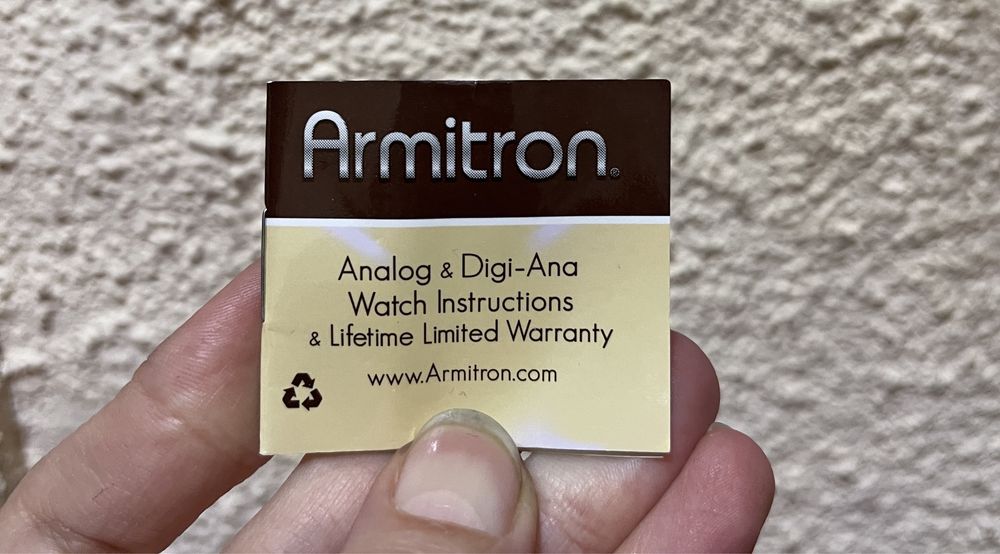 Armitron®
Analog & Digi-Ana
Watch Instructions
& Lifetime Limited Warranty
www.Armitron.com